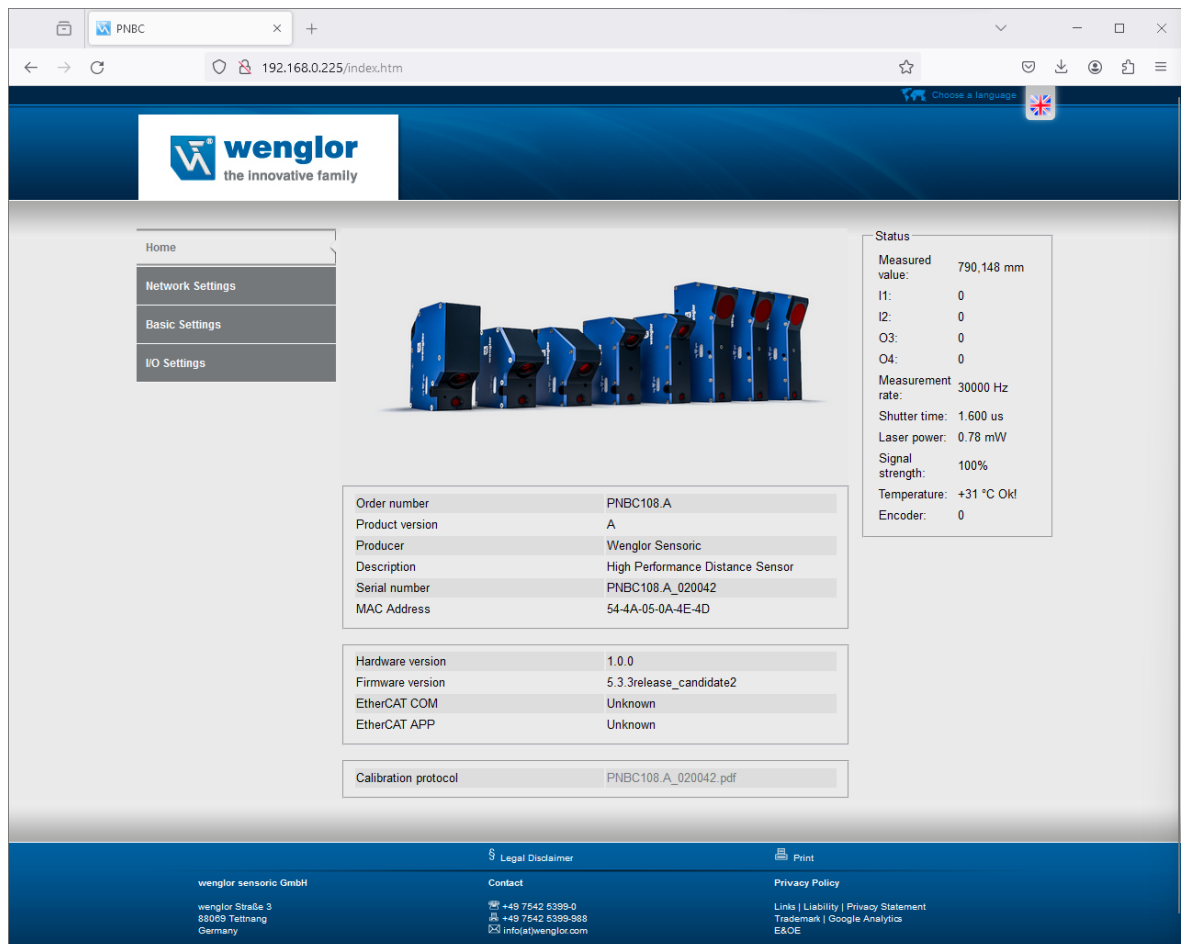 PNBC
192.168.0.225/index.htm
Choose a language
wenglor
the innovative family
Home
Network Settings
Basic Settings
I/O Settings
Status
Measured
value: 790,148 mm
I1: 0
I2: 0
O3: 0
O4: 0
Measurement
rate: 30000 Hz
Shutter time: 1.600 us
Laser power: 0.78 mW
Signal
strength: 100%
Temperature: +31 °C Ok!
Encoder: 0
Order number PNBC108.A
Product version A
Producer Wenglor Sensoric
Description High Performance Distance Sensor
Serial number PNBC108.A_020042
MAC Address 54-4A-05-0A-4E-4D
Hardware version 1.0.0
Firmware version 5.3.3release_candidate2
EtherCAT COM Unknown
EtherCAT APP Unknown
Calibration protocol PNBC108.A_020042.pdf
§ Legal Disclaimer
Print
wenglor sensoric GmbH
wenglor Straße 3
88069 Tettnang
Germany
Contact
+49 7542 5399-0
+49 7542 5399-988
info(at)wenglor.com
Privacy Policy
Links | Liability | Privacy Statement
Trademark | Google Analytics
E&OE